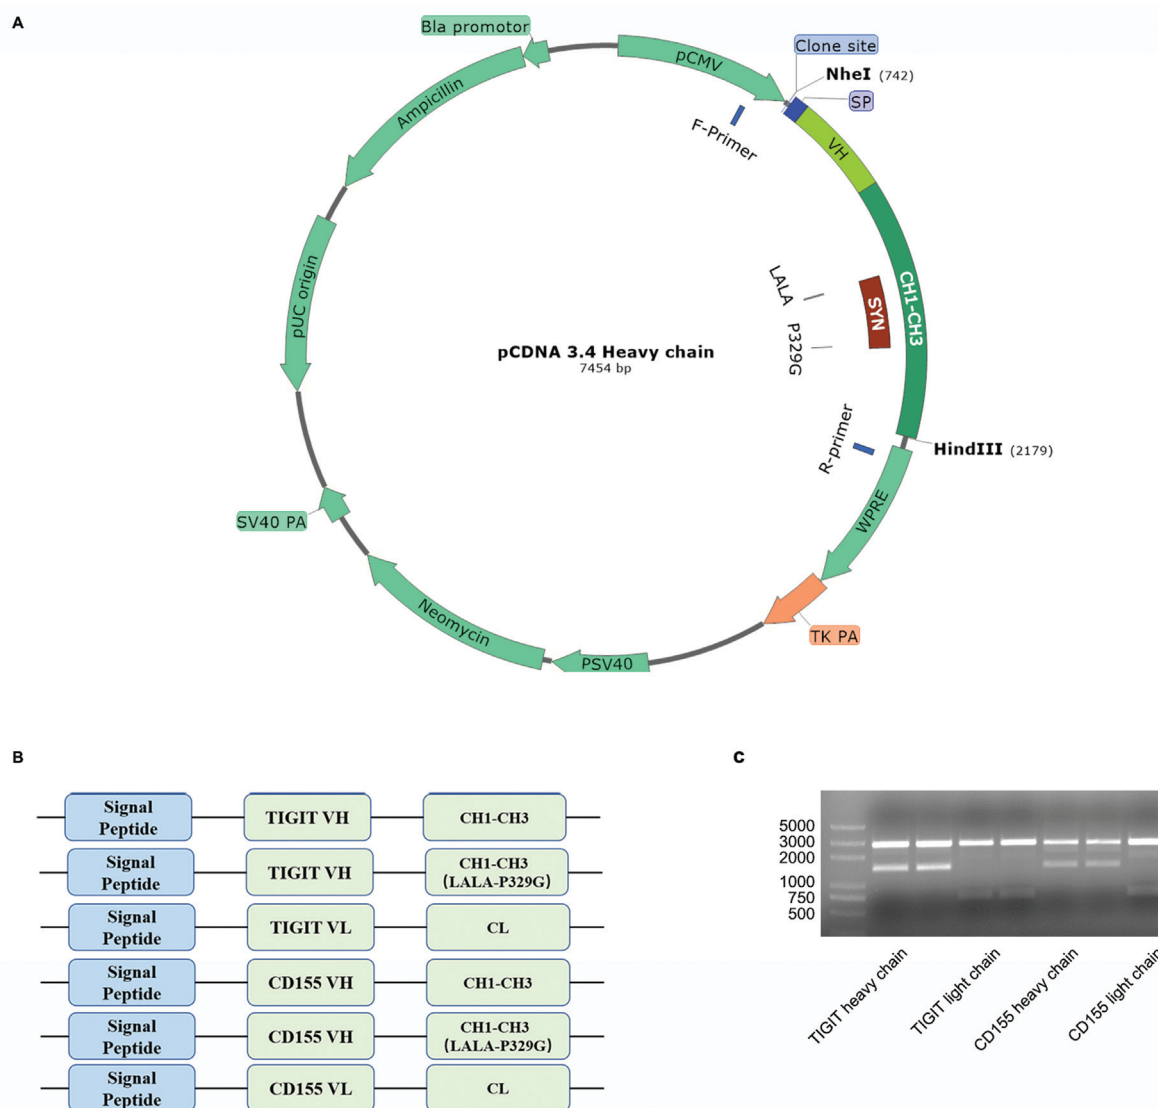 A
Bla promotor
pCMV
Clone site
NheI (742)
SP
Ampicillin
F-Primer
VH
LALA
SYN
CH1-CH3
pUC origin
P329G
pCDNA 3.4 Heavy chain
7454 bp
R-primer
HindIII (2179)
WPRE
SV40 PA
Neomycin
TK PA
PSV40
B
Signal
Peptide
TIGIT VH
CH1-CH3
Signal
Peptide
TIGIT VH
CH1-CH3
(LALA-P329G)
Signal
Peptide
TIGIT VL
CL
Signal
Peptide
CD155 VH
CH1-CH3
Signal
Peptide
CD155 VH
CH1-CH3
(LALA-P329G)
Signal
Peptide
CD155 VL
CL
C
5000
3000
2000
1000
750
500
TIGIT heavy chain
TIGIT light chain
CD155 heavy chain
CD155 light chain